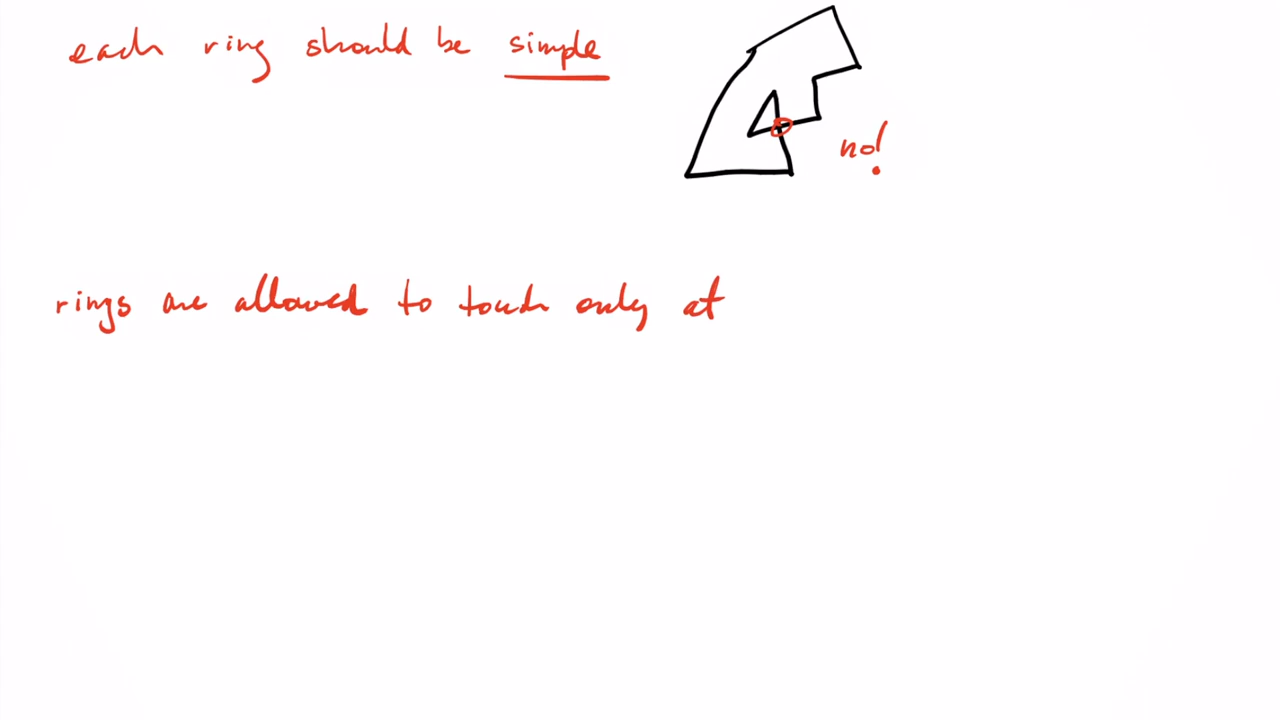 each ring should be simple
no!
rings are allowed to touch only at